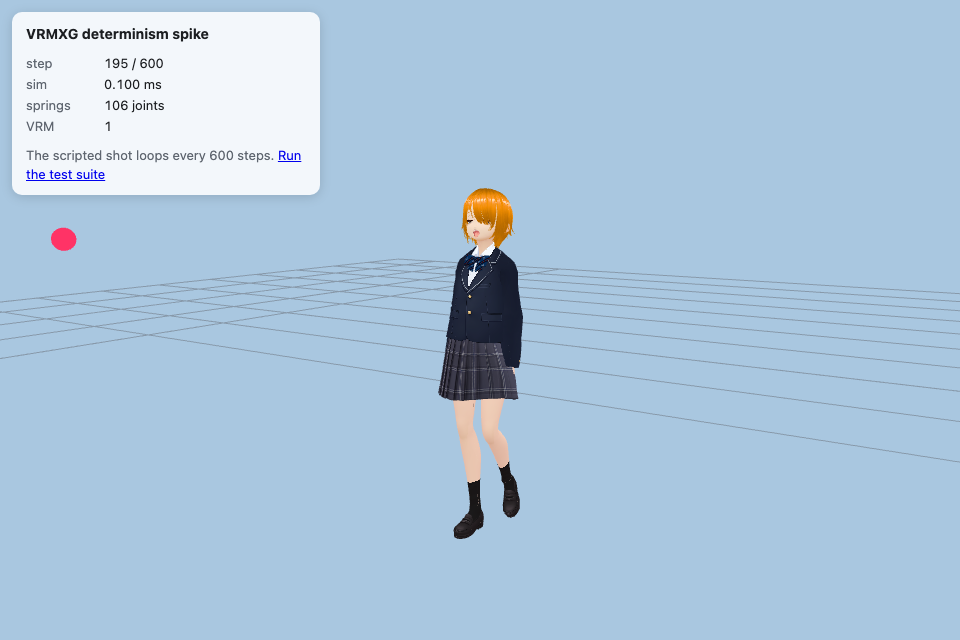 VRMXG determinism spike
step 195 / 600
sim 0.100 ms
springs 106 joints
VRM 1
The scripted shot loops every 600 steps. Run
the test suite